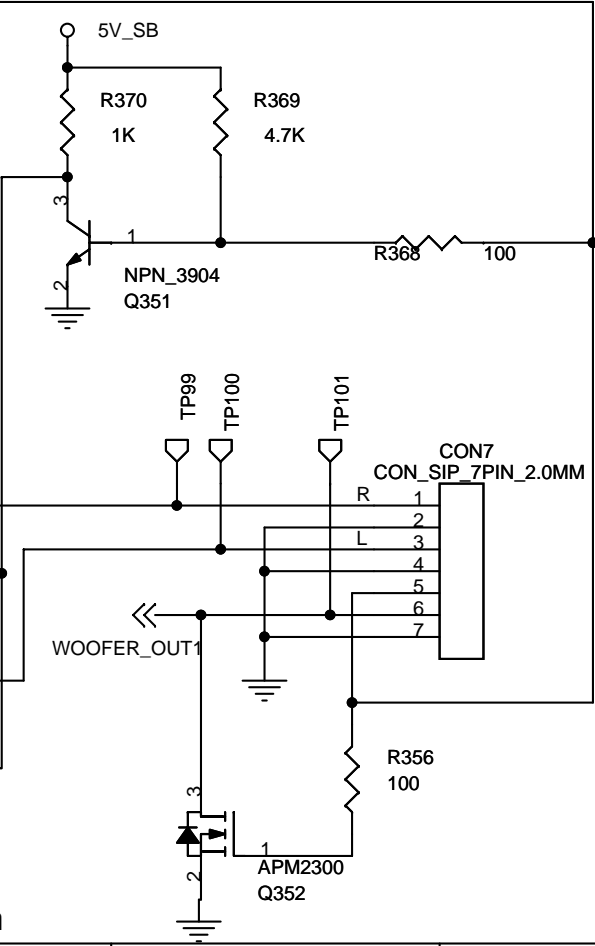 5V_SB
R370
1K
R369
4.7K
3
1
R368
100
2
NPN_3904
Q351
TP99
TP100
TP101
CON7
CON_SIP_7PIN_2.0MM
R
1
2
L
3
4
5
6
7
WOOFER_OUT1
R356
100
3
1
2
APM2300
Q352